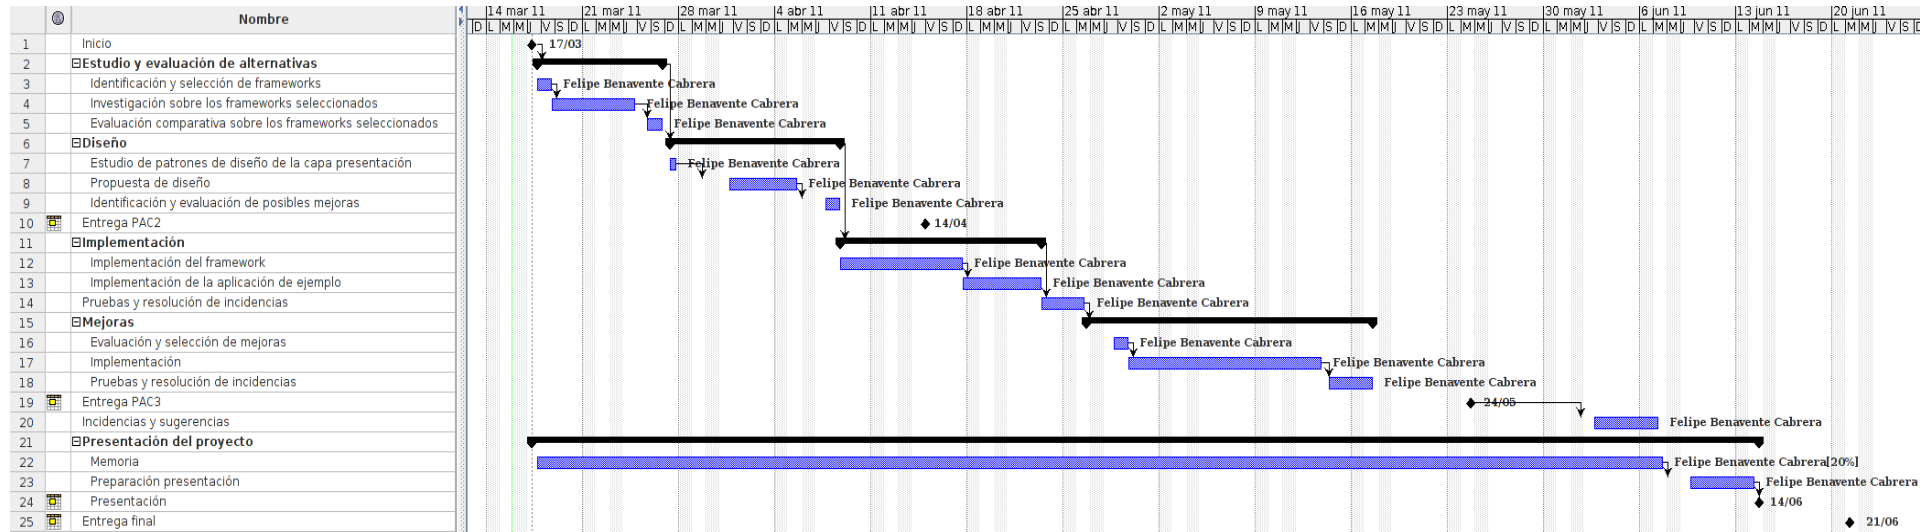 Nombre
14 mar 11 21 mar 11 28 mar 11 4 abr 11 11 abr 11 18 abr 11 25 abr 11 2 may 11 9 may 11 16 may 11 23 may 11 30 may 11 6 jun 11 13 jun 11 20 jun 11
D L M M J V S D L M M J V S D L M M J V S D L M M J V S D L M M J V S D L M M J V S D L M M J V S D L M M J V S D L M M J V S D L M M J V S D L M M J V S D L M M J V S D L M M J V S D L M M J V S D L M M J V S D
1 Inicio 17/03
2 Estudio y evaluación de alternativas
3 Identificación y selección de frameworks Felipe Benavente Cabrera
4 Investigación sobre los frameworks seleccionados Felipe Benavente Cabrera
5 Evaluación comparativa sobre los frameworks seleccionados Felipe Benavente Cabrera
6 Diseño
7 Estudio de patrones de diseño de la capa presentación Felipe Benavente Cabrera
8 Propuesta de diseño Felipe Benavente Cabrera
9 Identificación y evaluación de posibles mejoras Felipe Benavente Cabrera
10 Entrega PAC2 14/04
11 Implementación
12 Implementación del framework Felipe Benavente Cabrera
13 Implementación de la aplicación de ejemplo Felipe Benavente Cabrera
14 Pruebas y resolución de incidencias Felipe Benavente Cabrera
15 Mejoras
16 Evaluación y selección de mejoras Felipe Benavente Cabrera
17 Implementación Felipe Benavente Cabrera
18 Pruebas y resolución de incidencias Felipe Benavente Cabrera
19 Entrega PAC3 24/05
20 Incidencias y sugerencias Felipe Benavente Cabrera
21 Presentación del proyecto
22 Memoria Felipe Benavente Cabrera[20%]
23 Preparación presentación Felipe Benavente Cabrera
24 Presentación 14/06
25 Entrega final 21/06